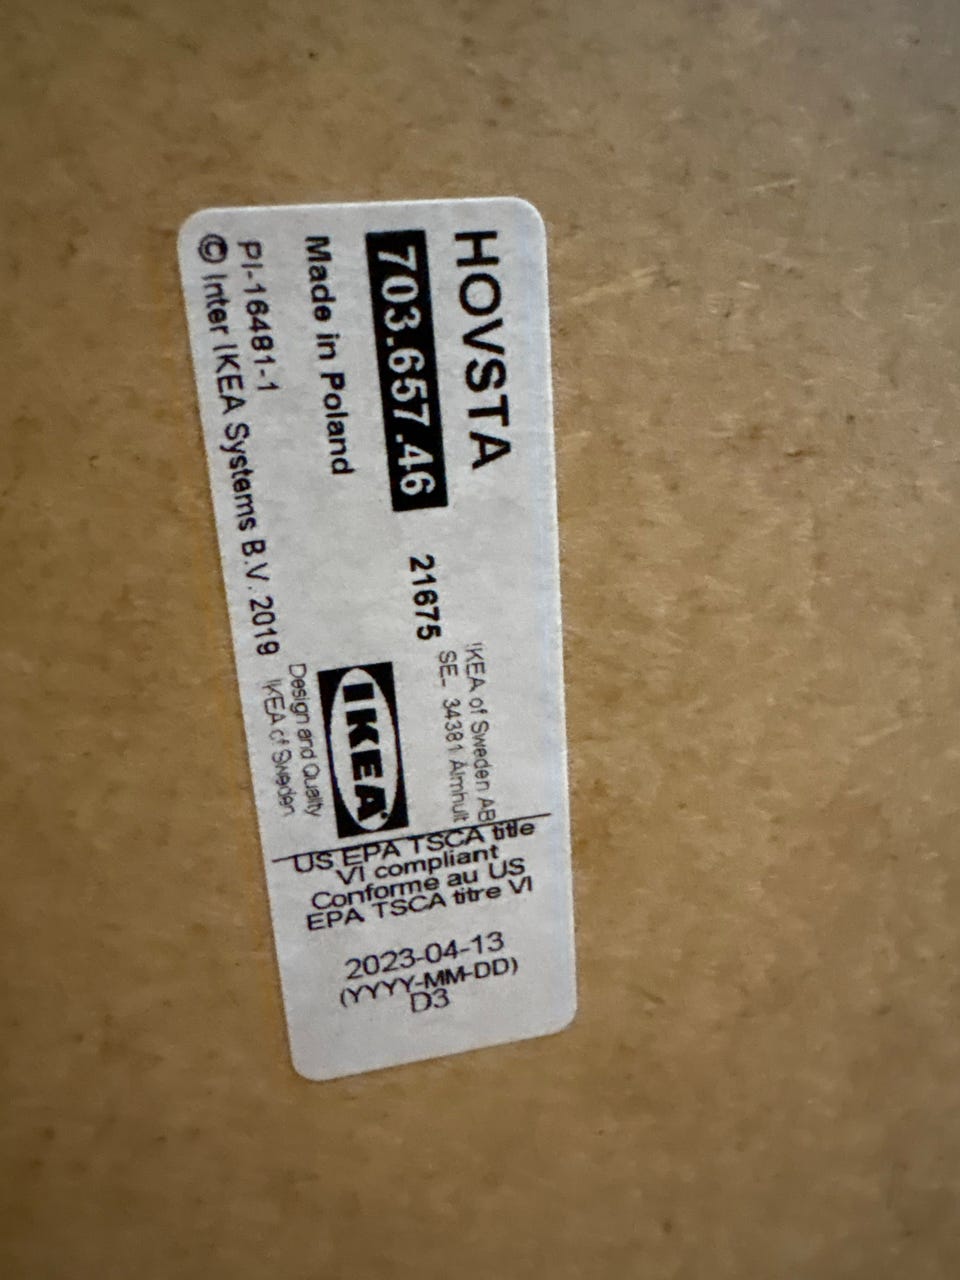 HOVSTA
703.657.46
21675
Made in Poland
PI-16481-1
© Inter IKEA Systems B.V. 2019
IKEA of Sweden AB
SE- 34381 Älmhult
IKEA®
Design and Quality
IKEA of Sweden
US EPA TSCA title
VI compliant
Conforme au US
EPA TSCA titre VI
2023-04-13
(YYYY-MM-DD)
D3